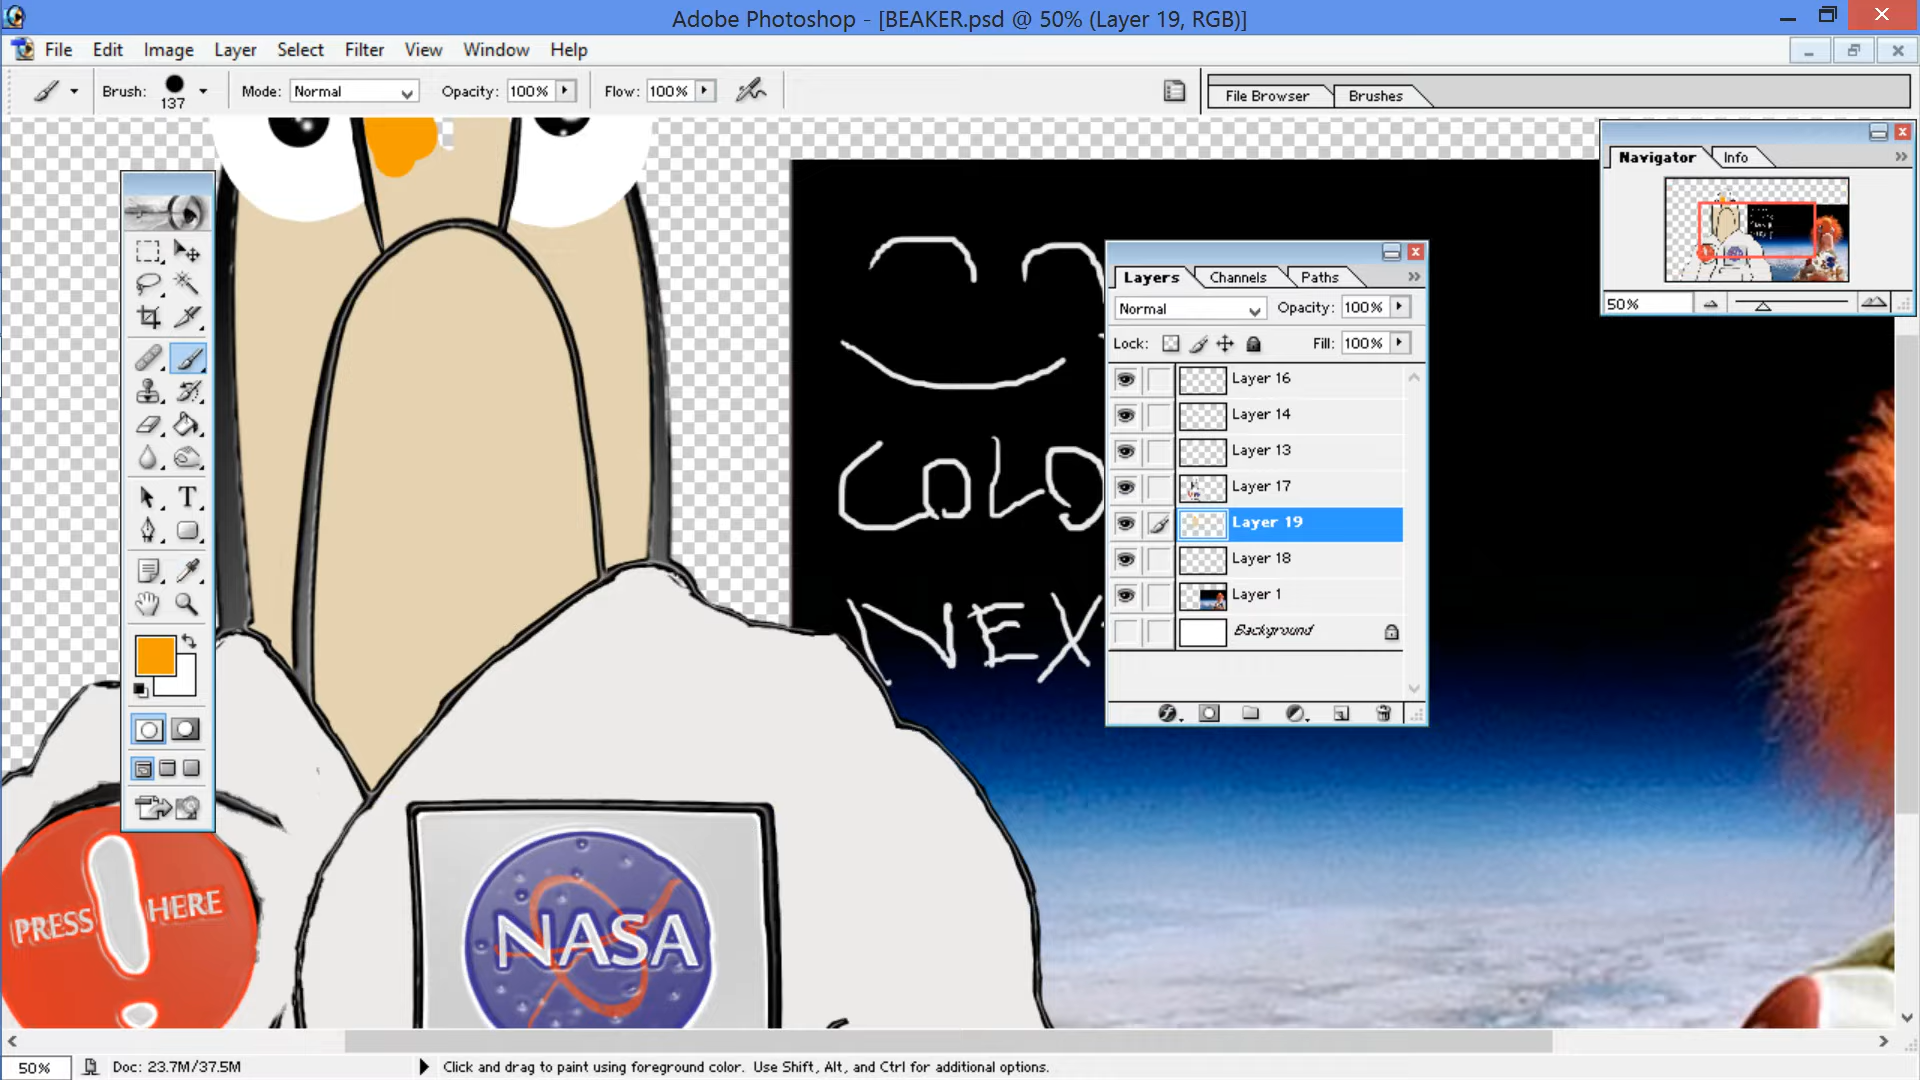 Adobe Photoshop - [BEAKER.psd @ 50% (Layer 19, RGB)]
File Edit Image Layer Select Filter View Window Help
Brush: 137 Mode: Normal Opacity: 100% Flow: 100% File Browser Brushes
Navigator Info
50%
Layers Channels Paths
Normal Opacity: 100%
Lock: Fill: 100%
Layer 16
Layer 14
Layer 13
Layer 17
Layer 19
Layer 18
Layer 1
Background
COLO
NEX
PRESS HERE
NASA
50% Doc: 23.7M/37.5M Click and drag to paint using foreground color. Use Shift, Alt, and Ctrl for additional options.